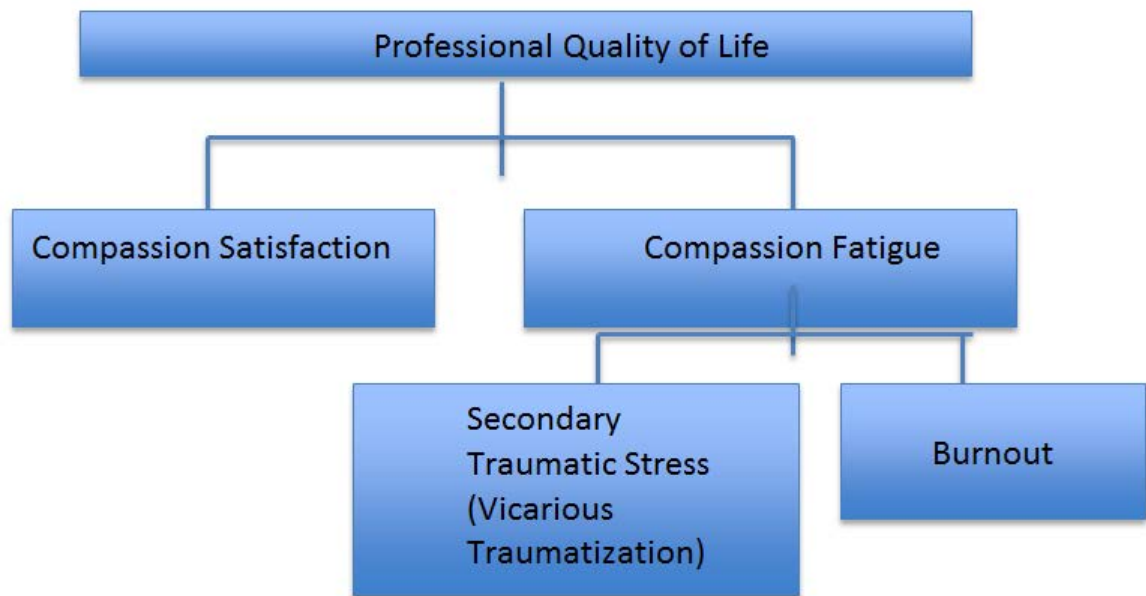 Professional Quality of Life
Compassion Satisfaction
Compassion Fatigue
Secondary
Traumatic Stress
(Vicarious
Traumatization)
Burnout